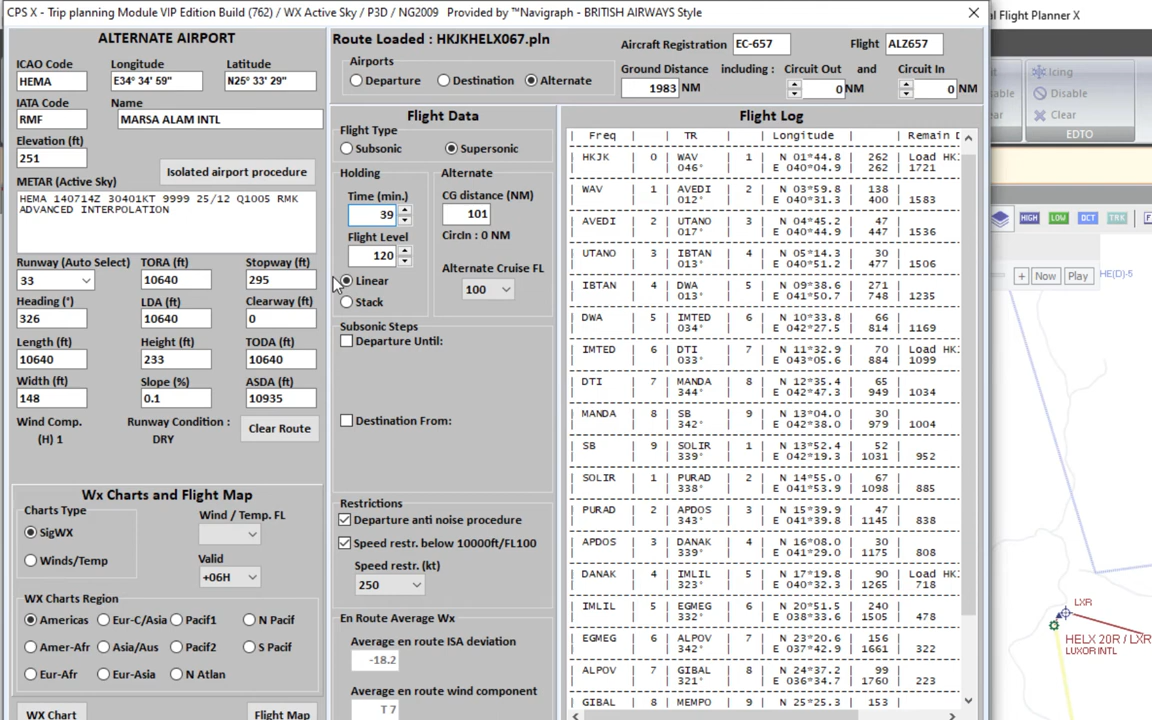 CPS X - Trip planning Module VIP Edition Build (762) / WX Active Sky / P3D / NG2009 Provided by ™Navigraph - BRITISH AIRWAYS Style
al Flight Planner X
ALTERNATE AIRPORT
ICAO Code Longitude Latitude
HEMA E34° 34' 59" N25° 33' 29"
IATA Code Name
RMF MARSA ALAM INTL
Elevation (ft)
251
Isolated airport procedure
METAR (Active Sky)
HEMA 140714Z 30401KT 9999 25/12 Q1005 RMK
ADVANCED INTERPOLATION
Runway (Auto Select) TORA (ft) Stopway (ft)
33 10640 295
Heading (°) LDA (ft) Clearway (ft)
326 10640 0
Length (ft) Height (ft) TODA (ft)
10640 233 10640
Width (ft) Slope (%) ASDA (ft)
148 0.1 10935
Wind Comp. Runway Condition :
(H) 1 DRY
Clear Route
Wx Charts and Flight Map
Charts Type Wind / Temp. FL
SigWX
Winds/Temp Valid
+06H
WX Charts Region
Americas Eur-C/Asia Pacif1 N Pacif
Amer-Afr Asia/Aus Pacif2 S Pacif
Eur-Afr Eur-Asia N Atlan
WX Chart Flight Map
Route Loaded : HKJKHELX067.pln
Airports
Departure Destination Alternate
Aircraft Registration EC-657 Flight ALZ657
Ground Distance including : Circuit Out and Circuit In
1983 NM 0 NM 0 NM
Flight Data
Flight Type
Subsonic Supersonic
Holding
Time (min.)
39
Flight Level
120
Linear
Stack
Alternate
CG distance (NM)
101
CircIn : 0 NM
Alternate Cruise FL
100
Subsonic Steps
Departure Until:
Destination From:
Restrictions
Departure anti noise procedure
Speed restr. below 10000ft/FL100
Speed restr. (kt)
250
En Route Average Wx
Average en route ISA deviation
-18.2
Average en route wind component
T 7
Flight Log
| Freq | TR | Longitude | | Remain D
| HKJK 0 | WAV 1 | N 01*44.8 | 262 | Load HK
| | 046° | E 040*04.9 | 262 | 1721
| WAV 1 | AVEDI 2 | N 03*59.8 | 138 |
| | 012° | E 040*31.3 | 400 | 1583
| AVEDI 2 | UTANO 3 | N 04*45.2 | 47 |
| | 017° | E 040*44.9 | 447 | 1536
| UTANO 3 | IBTAN 4 | N 05*14.3 | 30 |
| | 013° | E 040*51.2 | 477 | 1506
| IBTAN 4 | DWA 5 | N 09*38.6 | 271 |
| | 013° | E 041*50.7 | 748 | 1235
| DWA 5 | IMTED 6 | N 10*33.8 | 66 |
| | 034° | E 042*27.5 | 814 | 1169
| IMTED 6 | DTI 7 | N 11*32.9 | 70 | Load HK
| | 033° | E 043*05.6 | 884 | 1099
| DTI 7 | MANDA 8 | N 12*35.4 | 65 |
| | 344° | E 042*47.3 | 949 | 1034
| MANDA 8 | SB 9 | N 13*04.0 | 30 |
| | 342° | E 042*38.0 | 979 | 1004
| SB 9 | SOLIR 1 | N 13*52.4 | 52 |
| | 339° | E 042*19.3 | 1031 | 952
| SOLIR 1 | PURAD 2 | N 14*55.0 | 67 |
| | 338° | E 041*53.9 | 1098 | 885
| PURAD 2 | APDOS 3 | N 15*39.9 | 47 |
| | 343° | E 041*39.8 | 1145 | 838
| APDOS 3 | DANAK 4 | N 16*08.0 | 30 |
| | 339° | E 041*29.0 | 1175 | 808
| DANAK 4 | IMLIL 5 | N 17*19.8 | 90 | Load HK
| | 323° | E 040*32.3 | 1265 | 718
| IMLIL 5 | EGMEG 6 | N 20*51.5 | 240 |
| | 332° | E 038*33.6 | 1505 | 478
| EGMEG 6 | ALPOV 7 | N 23*20.6 | 156 |
| | 342° | E 037*42.9 | 1661 | 322
| ALPOV 7 | GIBAL 8 | N 24*37.2 | 99 |
| | 321° | E 036*34.7 | 1760 | 223
| GIBAL 8 | MEMPO 9 | N 25*25.3 | 153 |
Icing
Disable
Clear
EDTO
HIGH LOW OCT TRK
+ Now Play
HE(D)-5
LXR
HELX 20R / LXR
LUXOR INTL